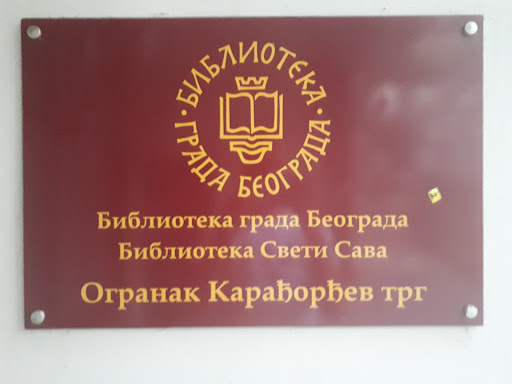 БИБЛИОТЕКА
ГРАДА БЕОГРАДА
Библиотека града Београда
Библиотека Свети Сава
Огранак Карађорђев трг